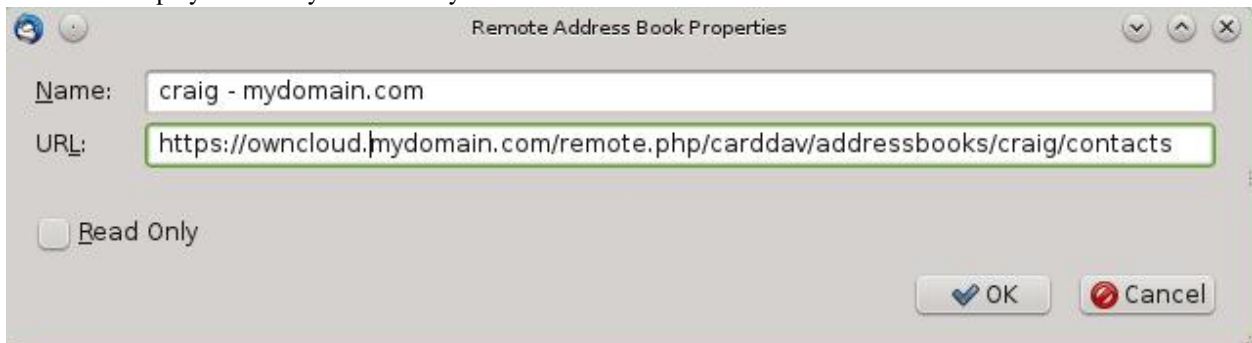 Remote Address Book Properties
Name: craig - mydomain.com
URL: https://owncloud.mydomain.com/remote.php/carddav/addressbooks/craig/contacts
Read Only
OK Cancel